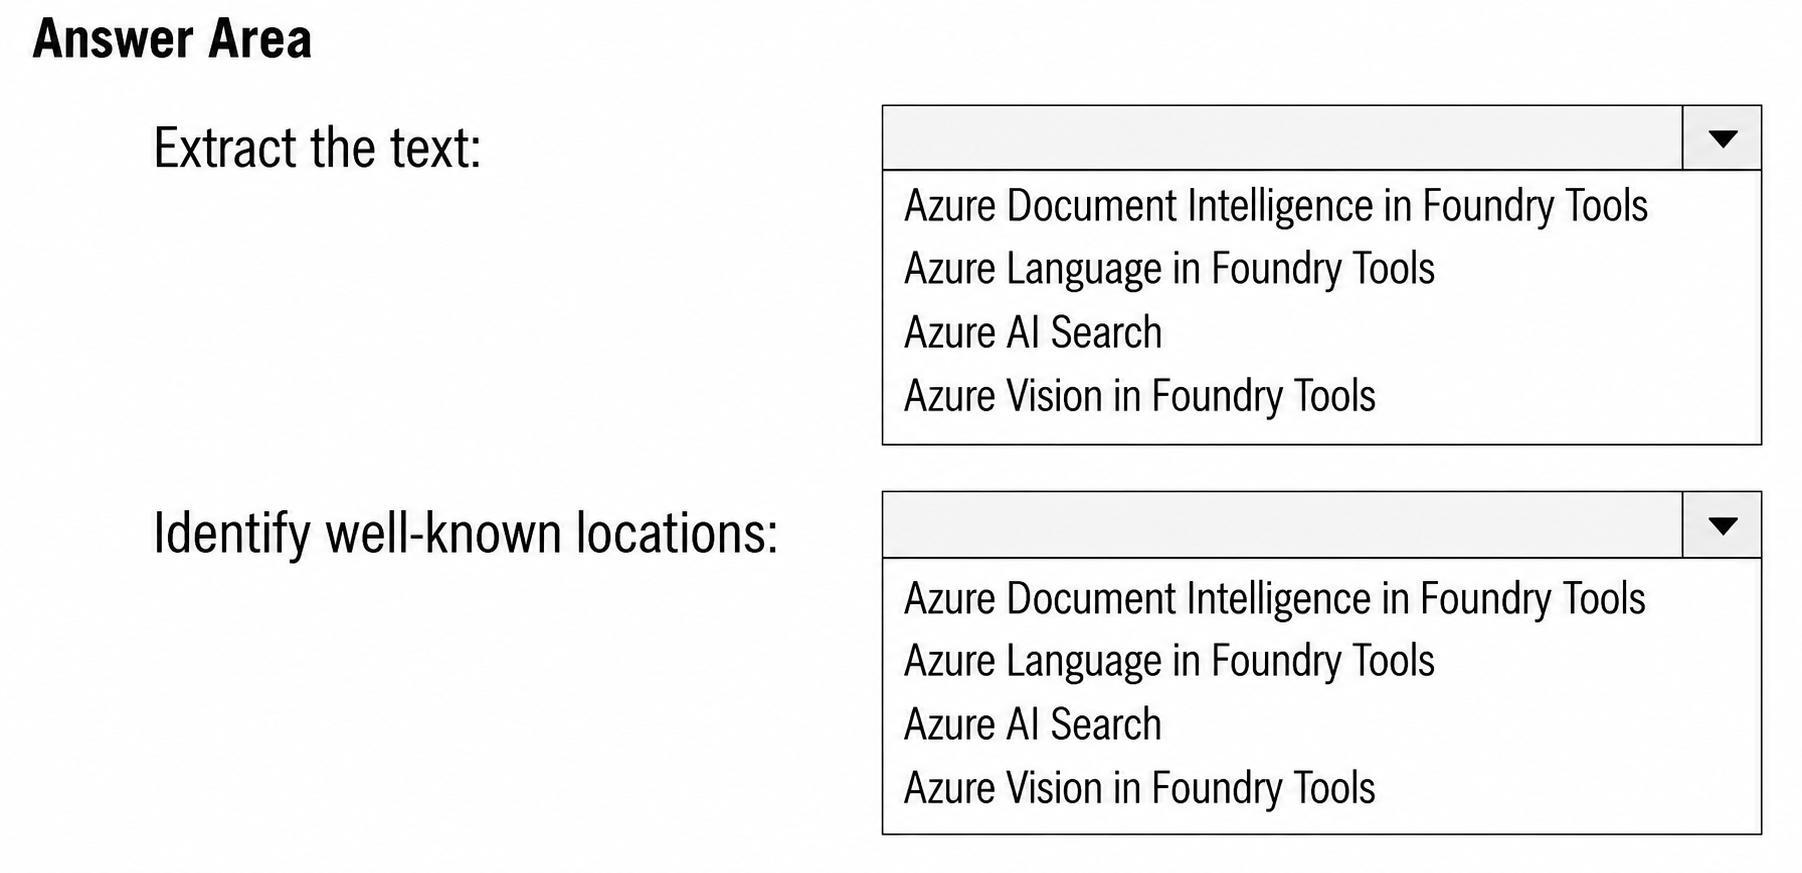 Answer Area
Extract the text:
Azure Document Intelligence in Foundry Tools
Azure Language in Foundry Tools
Azure AI Search
Azure Vision in Foundry Tools
Identify well-known locations:
Azure Document Intelligence in Foundry Tools
Azure Language in Foundry Tools
Azure AI Search
Azure Vision in Foundry Tools